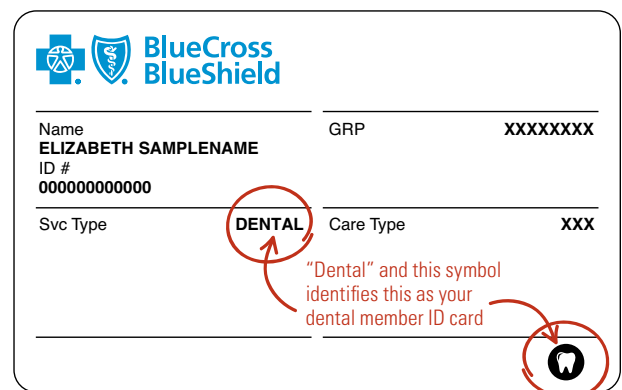 BlueCross
BlueShield
Name
ELIZABETH SAMPLENAME
ID #
000000000000
GRP XXXXXXXX
Svc Type DENTAL
Care Type XXX
"Dental" and this symbol
identifies this as your
dental member ID card